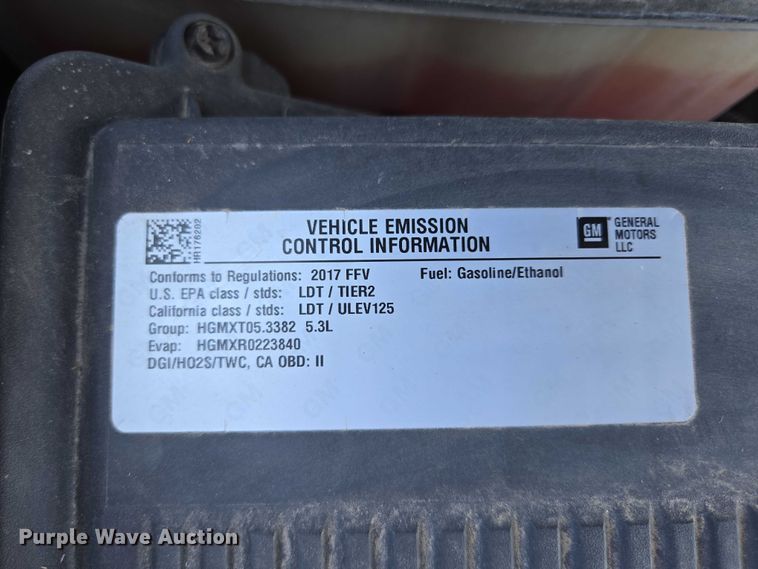 VEHICLE EMISSION
CONTROL INFORMATION
GM
GENERAL
MOTORS
LLC
HR178202
Conforms to Regulations: 2017 FFV Fuel: Gasoline/Ethanol
U.S. EPA class / stds: LDT / TIER2
California class / stds: LDT / ULEV125
Group: HGMXT05.3382 5.3L
Evap: HGMXR0223840
DGI/HO2S/TWC, CA OBD: II
Purple Wave Auction